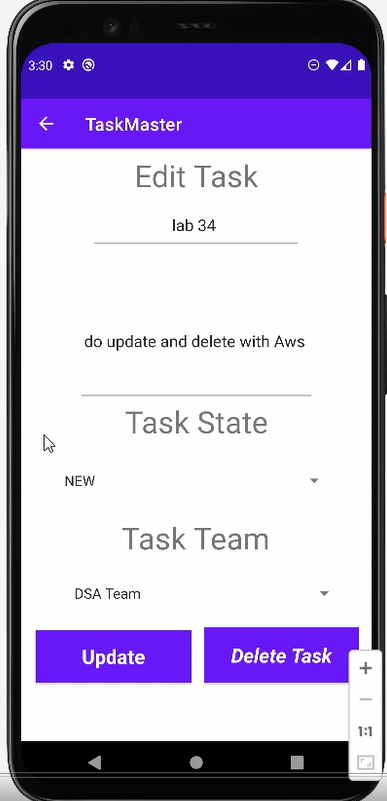 3:30
TaskMaster
Edit Task
lab 34
do update and delete with Aws
Task State
NEW
Task Team
DSA Team
Update
Delete Task
1:1